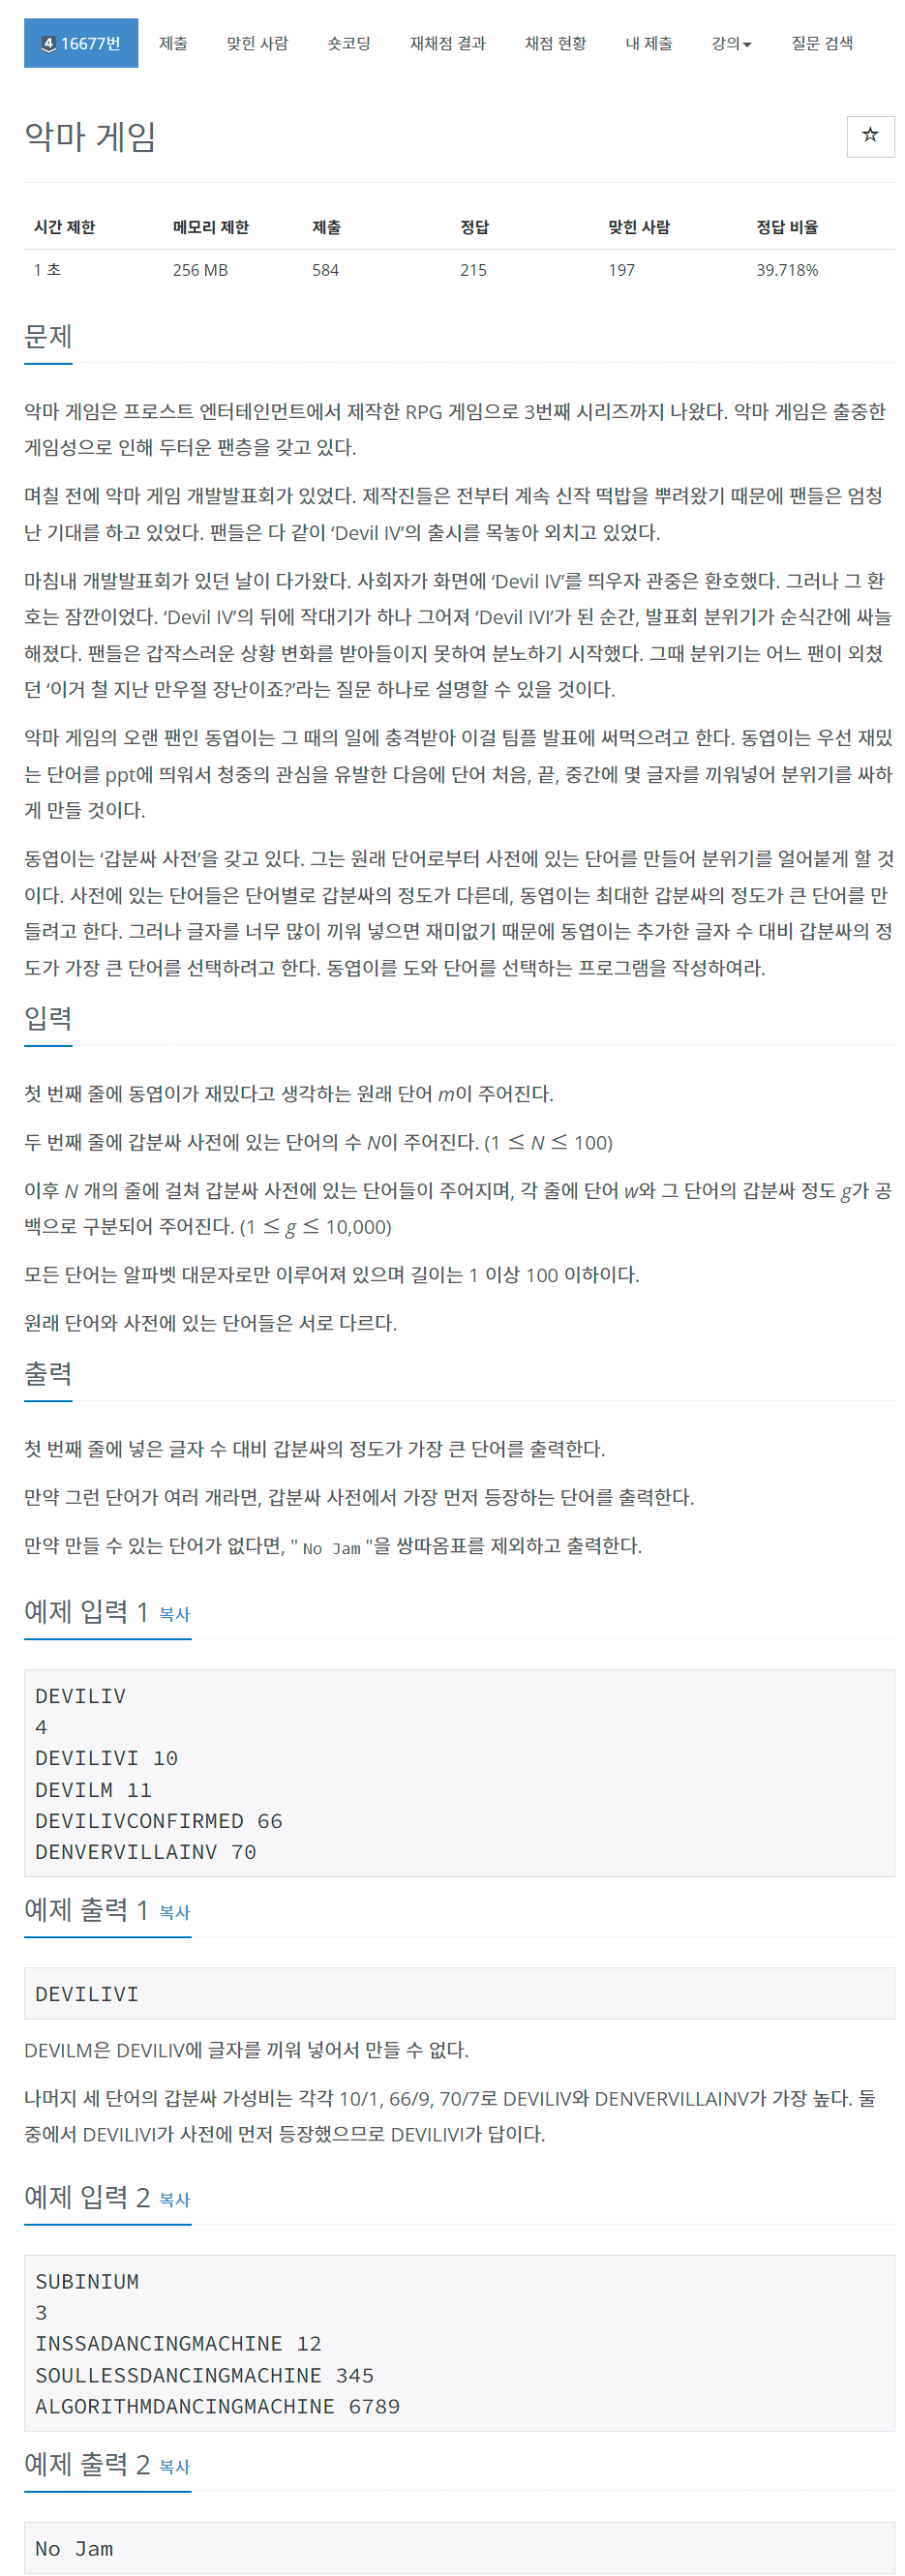 4 16677번 제출 맞힌 사람 숏코딩 재채점 결과 채점 현황 내 제출 강의 질문 검색
악마 게임
☆
시간 제한 메모리 제한 제출 정답 맞힌 사람 정답 비율
1 초 256 MB 584 215 197 39.718%
문제
악마 게임은 프로스트 엔터테인먼트에서 제작한 RPG 게임으로 3번째 시리즈까지 나왔다. 악마 게임은 출중한
게임성으로 인해 두터운 팬층을 갖고 있다.
며칠 전에 악마 게임 개발발표회가 있었다. 제작진들은 전부터 계속 신작 떡밥을 뿌려왔기 때문에 팬들은 엄청
난 기대를 하고 있었다. 팬들은 다 같이 ‘Devil IV’의 출시를 목놓아 외치고 있었다.
마침내 개발발표회가 있던 날이 다가왔다. 사회자가 화면에 ‘Devil IV’를 띄우자 관중은 환호했다. 그러나 그 환
호는 잠깐이었다. ‘Devil IV’의 뒤에 작대기가 하나 그어져 ‘Devil IVI’가 된 순간, 발표회 분위기가 순식간에 싸늘
해졌다. 팬들은 갑작스러운 상황 변화를 받아들이지 못하여 분노하기 시작했다. 그때 분위기는 어느 팬이 외쳤
던 ‘이거 철 지난 만우절 장난이죠?’라는 질문 하나로 설명할 수 있을 것이다.
악마 게임의 오랜 팬인 동엽이는 그 때의 일에 충격받아 이걸 팀플 발표에 써먹으려고 한다. 동엽이는 우선 재밌
는 단어를 ppt에 띄워서 청중의 관심을 유발한 다음에 단어 처음, 끝, 중간에 몇 글자를 끼워넣어 분위기를 싸하
게 만들 것이다.
동엽이는 ‘갑분싸 사전’을 갖고 있다. 그는 원래 단어로부터 사전에 있는 단어를 만들어 분위기를 얼어붙게 할 것
이다. 사전에 있는 단어들은 단어별로 갑분싸의 정도가 다른데, 동엽이는 최대한 갑분싸의 정도가 큰 단어를 만
들려고 한다. 그러나 글자를 너무 많이 끼워 넣으면 재미없기 때문에 동엽이는 추가한 글자 수 대비 갑분싸의 정
도가 가장 큰 단어를 선택하려고 한다. 동엽이를 도와 단어를 선택하는 프로그램을 작성하여라.
입력
첫 번째 줄에 동엽이가 재밌다고 생각하는 원래 단어 m이 주어진다.
두 번째 줄에 갑분싸 사전에 있는 단어의 수 N이 주어진다. (1 ≤ N ≤ 100)
이후 N 개의 줄에 걸쳐 갑분싸 사전에 있는 단어들이 주어지며, 각 줄에 단어 w와 그 단어의 갑분싸 정도 g가 공
백으로 구분되어 주어진다. (1 ≤ g ≤ 10,000)
모든 단어는 알파벳 대문자로만 이루어져 있으며 길이는 1 이상 100 이하이다.
원래 단어와 사전에 있는 단어들은 서로 다르다.
출력
첫 번째 줄에 넣은 글자 수 대비 갑분싸의 정도가 가장 큰 단어를 출력한다.
만약 그런 단어가 여러 개라면, 갑분싸 사전에서 가장 먼저 등장하는 단어를 출력한다.
만약 만들 수 있는 단어가 없다면, " No Jam "을 쌍따옴표를 제외하고 출력한다.
예제 입력 1 복사
DEVILIV
4
DEVILIVI 10
DEVILM 11
DEVILIVCONFIRMED 66
DENVERVILLAINV 70
예제 출력 1 복사
DEVILIVI
DEVILM은 DEVILIV에 글자를 끼워 넣어서 만들 수 없다.
나머지 세 단어의 갑분싸 가성비는 각각 10/1, 66/9, 70/7로 DEVILIV와 DENVERVILLAINV가 가장 높다. 둘
중에서 DEVILIVI가 사전에 먼저 등장했으므로 DEVILIVI가 답이다.
예제 입력 2 복사
SUBINIUM
3
INSSADANCINGMACHINE 12
SOULLESSDANCINGMACHINE 345
ALGORITHMDANCINGMACHINE 6789
예제 출력 2 복사
No Jam